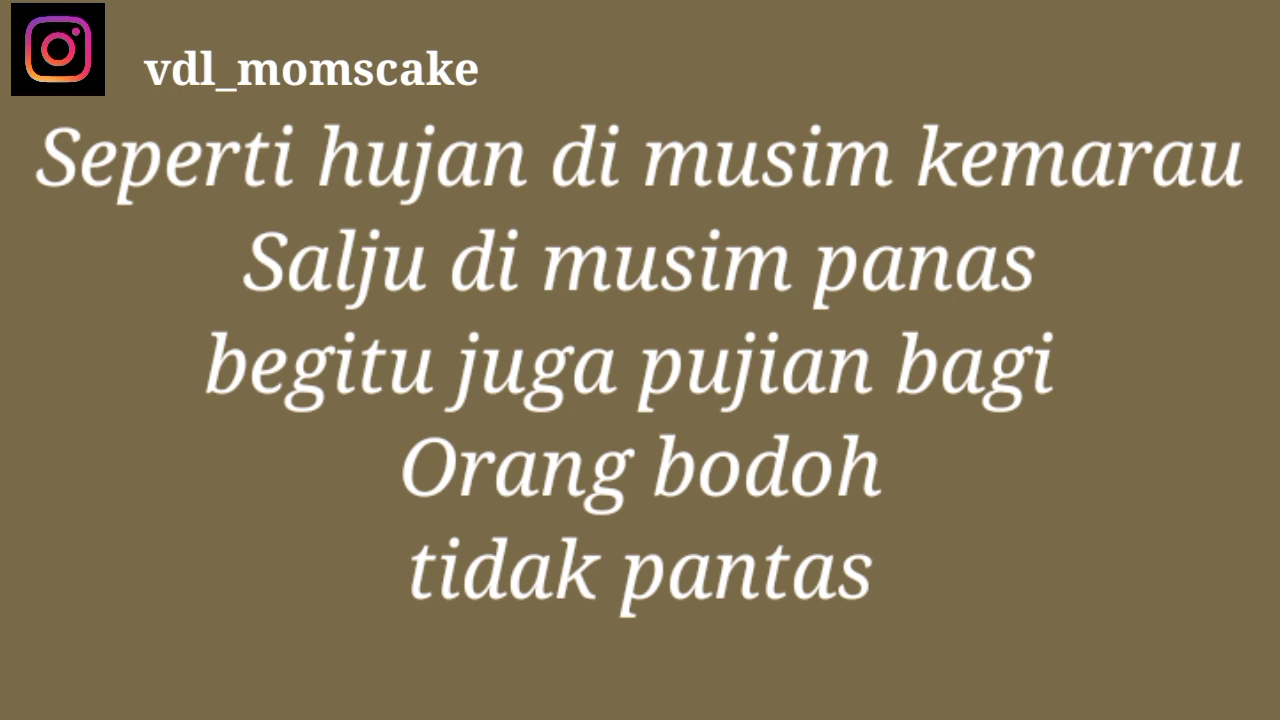 vdl_momscake
Seperti hujan di musim kemarau
Salju di musim panas
begitu juga pujian bagi
Orang bodoh
tidak pantas